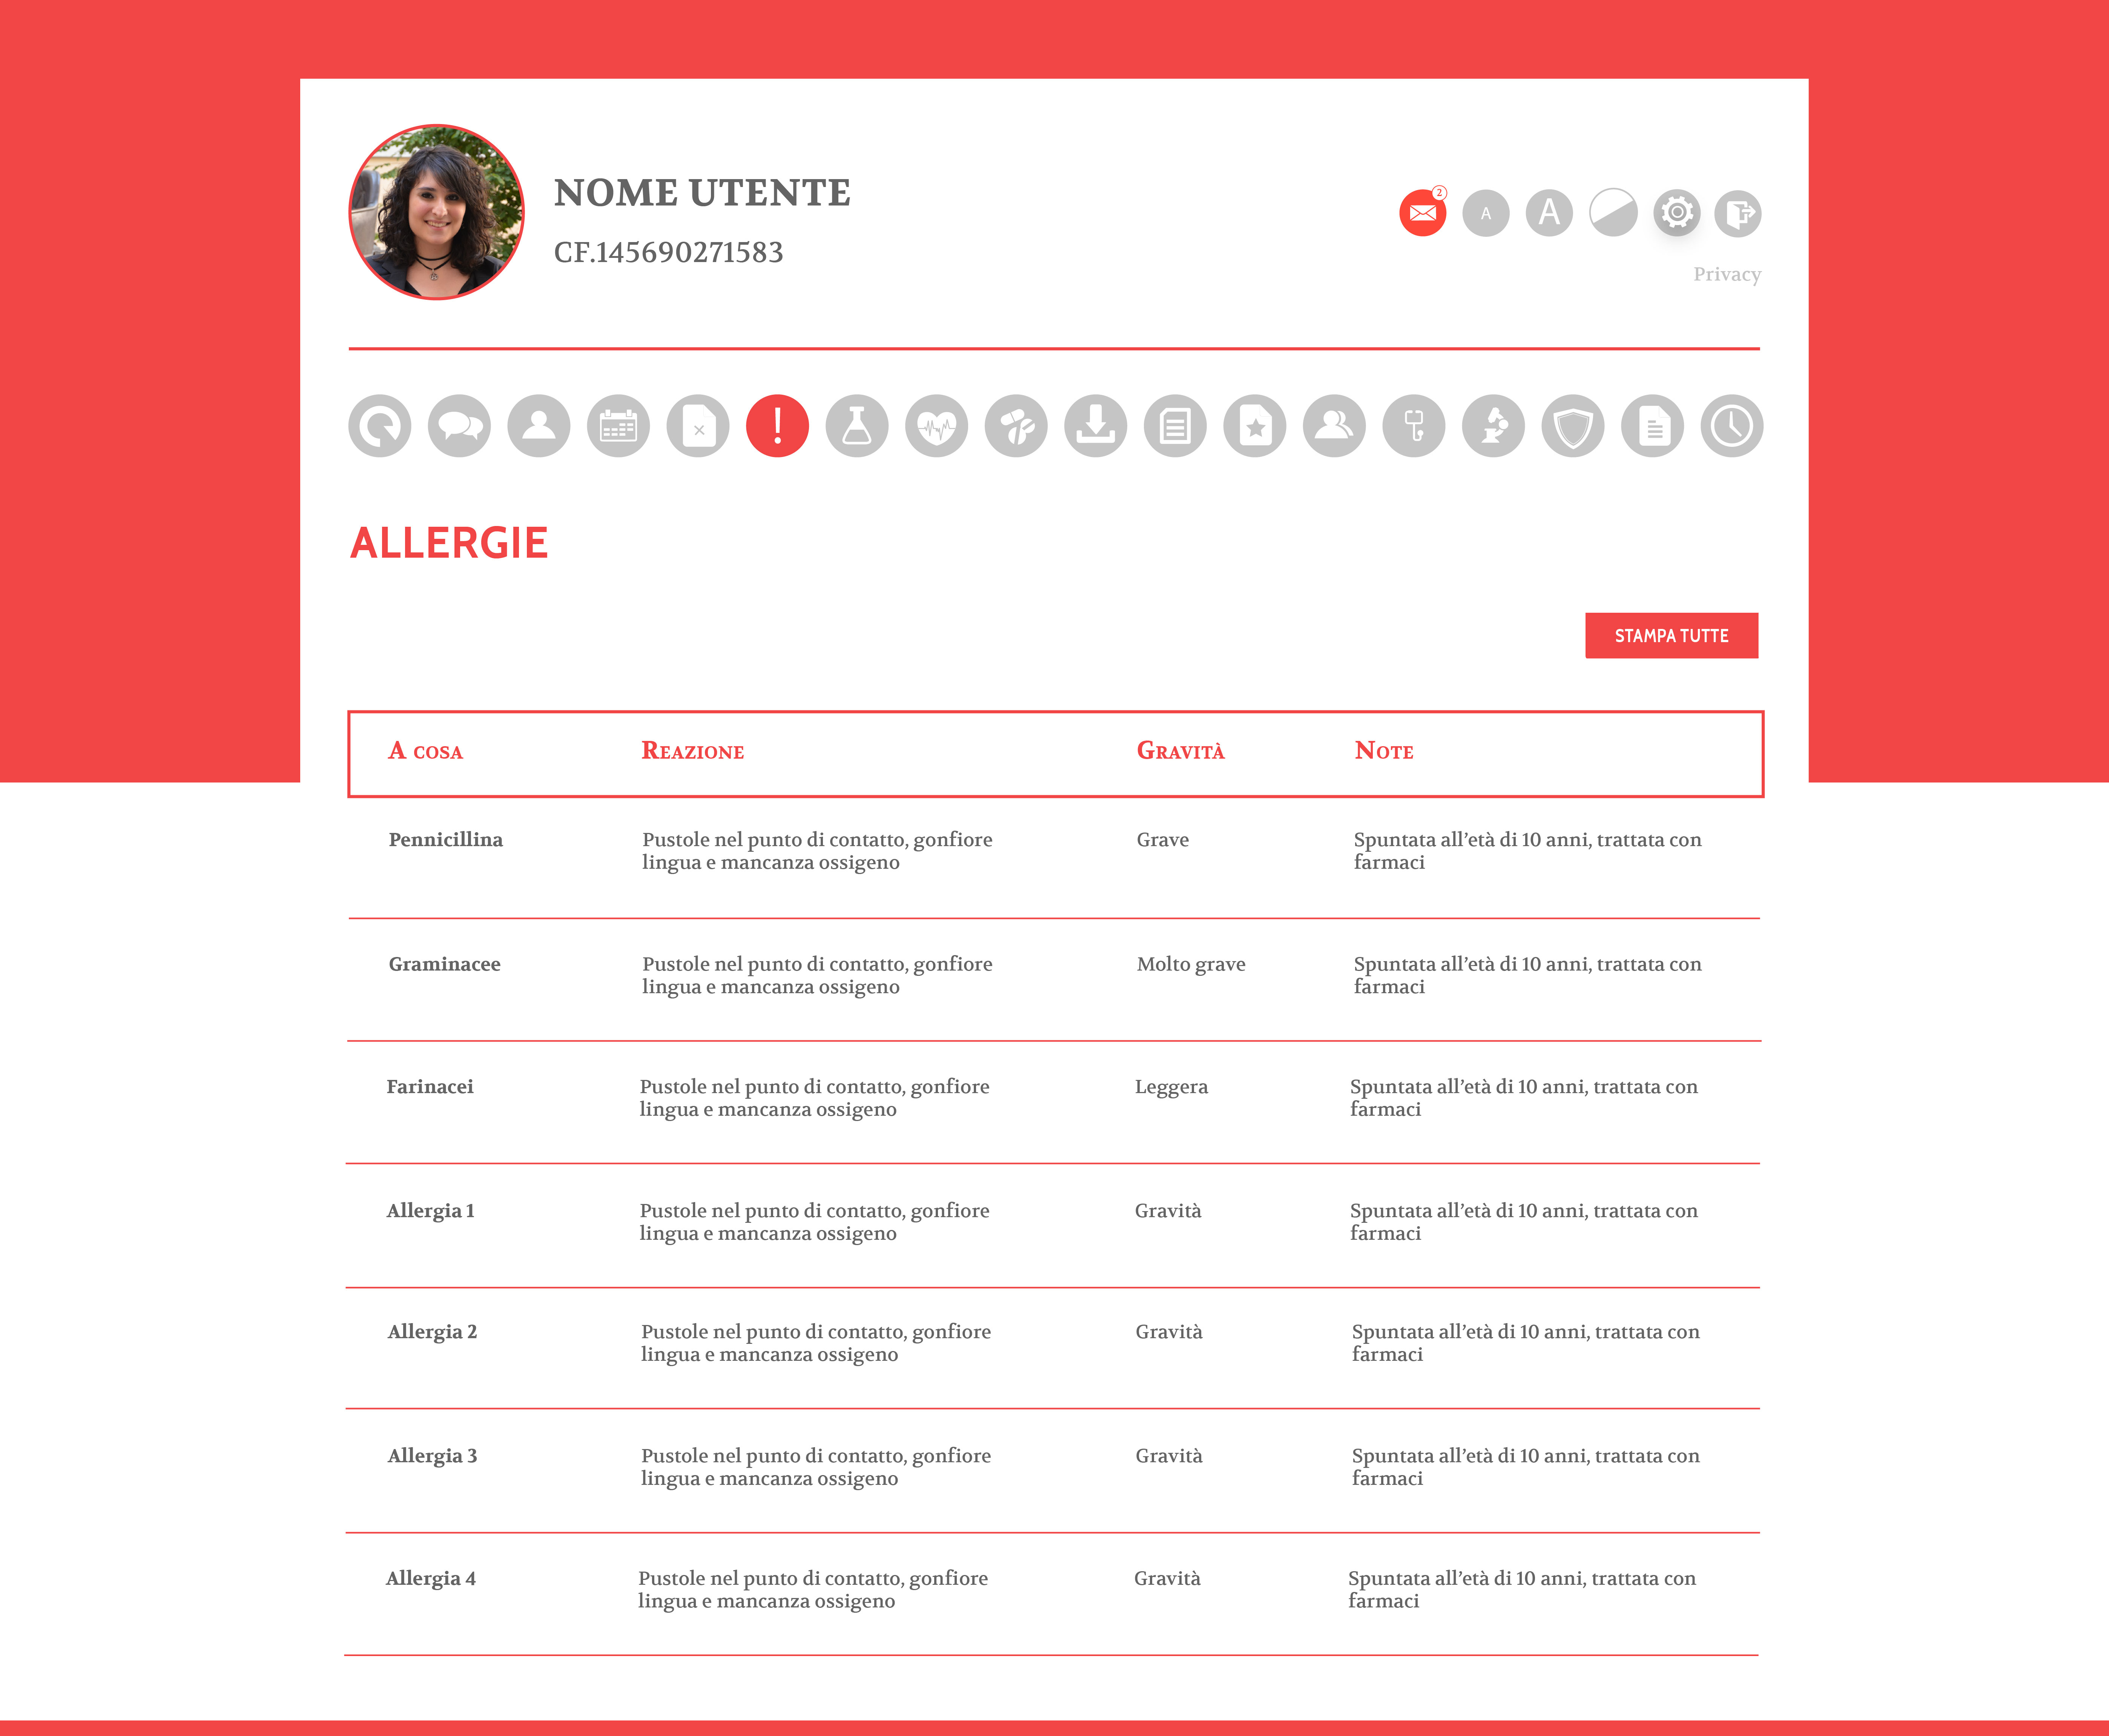 NOME UTENTE
CF.145690271583
2
A
A
Privacy
ALLERGIE
STAMPA TUTTE
A cosa Reazione Gravità Note
Pennicillina Pustole nel punto di contatto, gonfiore Grave Spuntata all’età di 10 anni, trattata con
lingua e mancanza ossigeno farmaci
Graminacee Pustole nel punto di contatto, gonfiore Molto grave Spuntata all’età di 10 anni, trattata con
lingua e mancanza ossigeno farmaci
Farinacei Pustole nel punto di contatto, gonfiore Leggera Spuntata all’età di 10 anni, trattata con
lingua e mancanza ossigeno farmaci
Allergia 1 Pustole nel punto di contatto, gonfiore Gravità Spuntata all’età di 10 anni, trattata con
lingua e mancanza ossigeno farmaci
Allergia 2 Pustole nel punto di contatto, gonfiore Gravità Spuntata all’età di 10 anni, trattata con
lingua e mancanza ossigeno farmaci
Allergia 3 Pustole nel punto di contatto, gonfiore Gravità Spuntata all’età di 10 anni, trattata con
lingua e mancanza ossigeno farmaci
Allergia 4 Pustole nel punto di contatto, gonfiore Gravità Spuntata all’età di 10 anni, trattata con
lingua e mancanza ossigeno farmaci